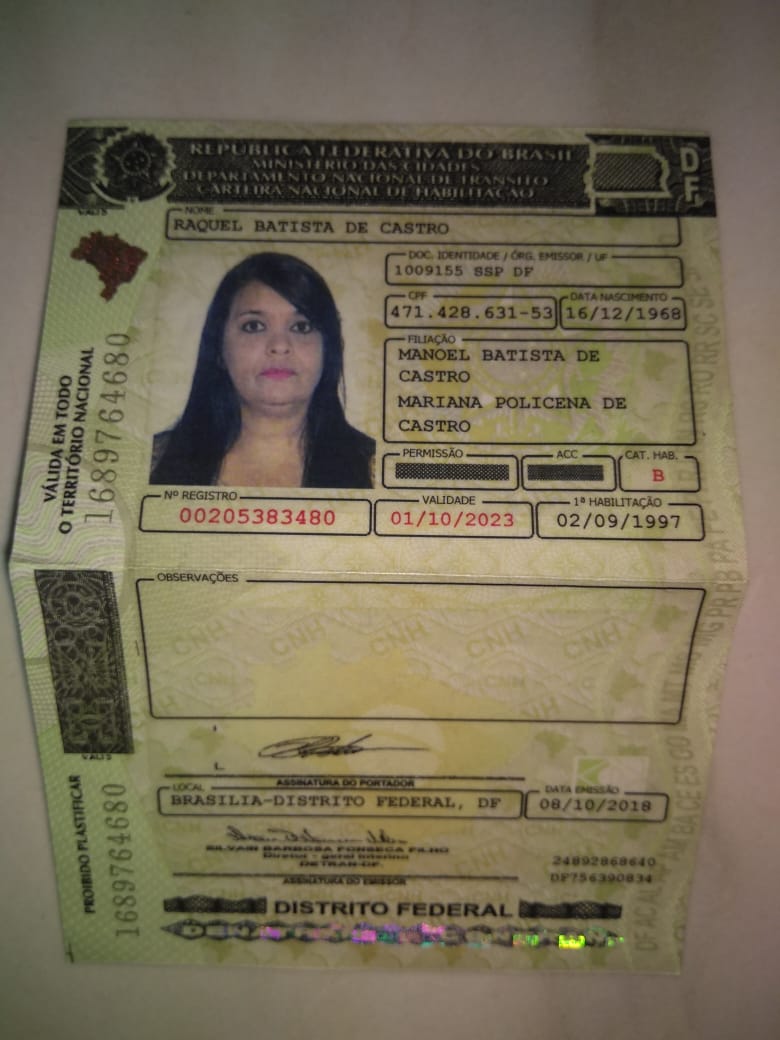 REPÚBLICA FEDERATIVA DO BRASIL
MINISTÉRIO DAS CIDADES
DEPARTAMENTO NACIONAL DE TRÂNSITO
CARTEIRA NACIONAL DE HABILITAÇÃO
DF
NOME
RAQUEL BATISTA DE CASTRO
DOC. IDENTIDADE / ÓRG. EMISSOR / UF
1009155 SSP DF
CPF
471.428.631-53
DATA NASCIMENTO
16/12/1968
FILIAÇÃO
MANOEL BATISTA DE
CASTRO
MARIANA POLICENA DE
CASTRO
PERMISSÃO
ACC
CAT. HAB.
B
Nº REGISTRO
00205383480
VALIDADE
01/10/2023
1ª HABILITAÇÃO
02/09/1997
VÁLIDA EM TODO
O TERRITÓRIO NACIONAL
1689764680
OBSERVAÇÕES
CNH CNH CNH CNH
CNH
ASSINATURA DO PORTADOR
LOCAL
BRASILIA-DISTRITO FEDERAL, DF
DATA EMISSÃO
08/10/2018
SILVAIN BARBOSA FONSECA FILHO
Diretor - geral Interino
DETRAN-DF
ASSINATURA DO EMISSOR
24892868640
DF756390834
PROIBIDO PLASTIFICAR
1689764680
DISTRITO FEDERAL